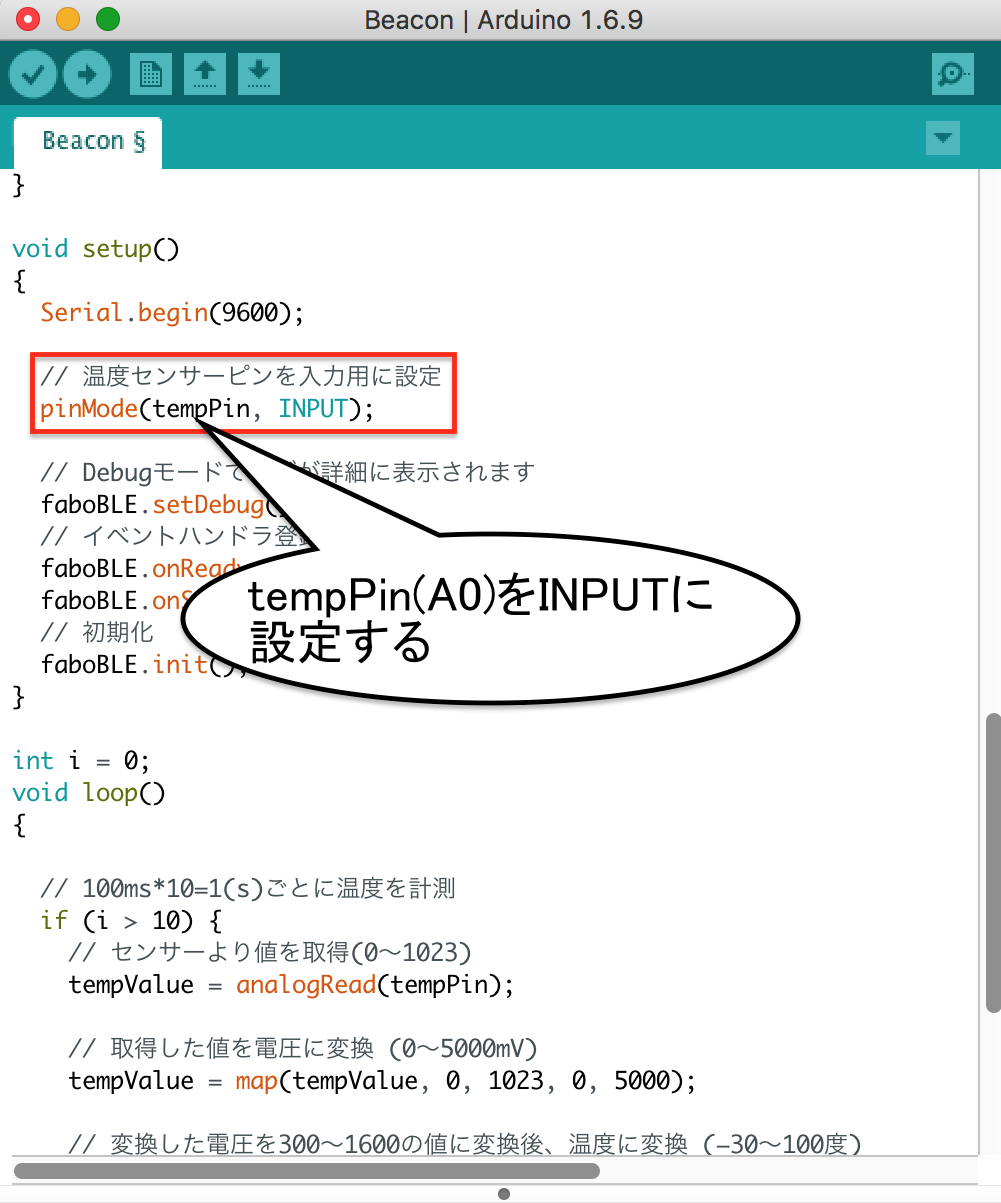 Beacon | Arduino 1.6.9
Beacon §
}
void setup()
{
Serial.begin(9600);
// 温度センサーピンを入力用に設定
pinMode(tempPin, INPUT);
// Debugモードで が詳細に表示されます
faboBLE.setDebug(
// イベントハンドラ登
faboBLE.onReady
faboBLE.onS
// 初期化
faboBLE.init();
tempPin(A0)をINPUTに
設定する
}
int i = 0;
void loop()
{
// 100ms*10=1(s)ごとに温度を計測
if (i > 10) {
// センサーより値を取得(0〜1023)
tempValue = analogRead(tempPin);
// 取得した値を電圧に変換 (0〜5000mV)
tempValue = map(tempValue, 0, 1023, 0, 5000);
// 変換した電圧を300〜1600の値に変換後、温度に変換 (−30〜100度)